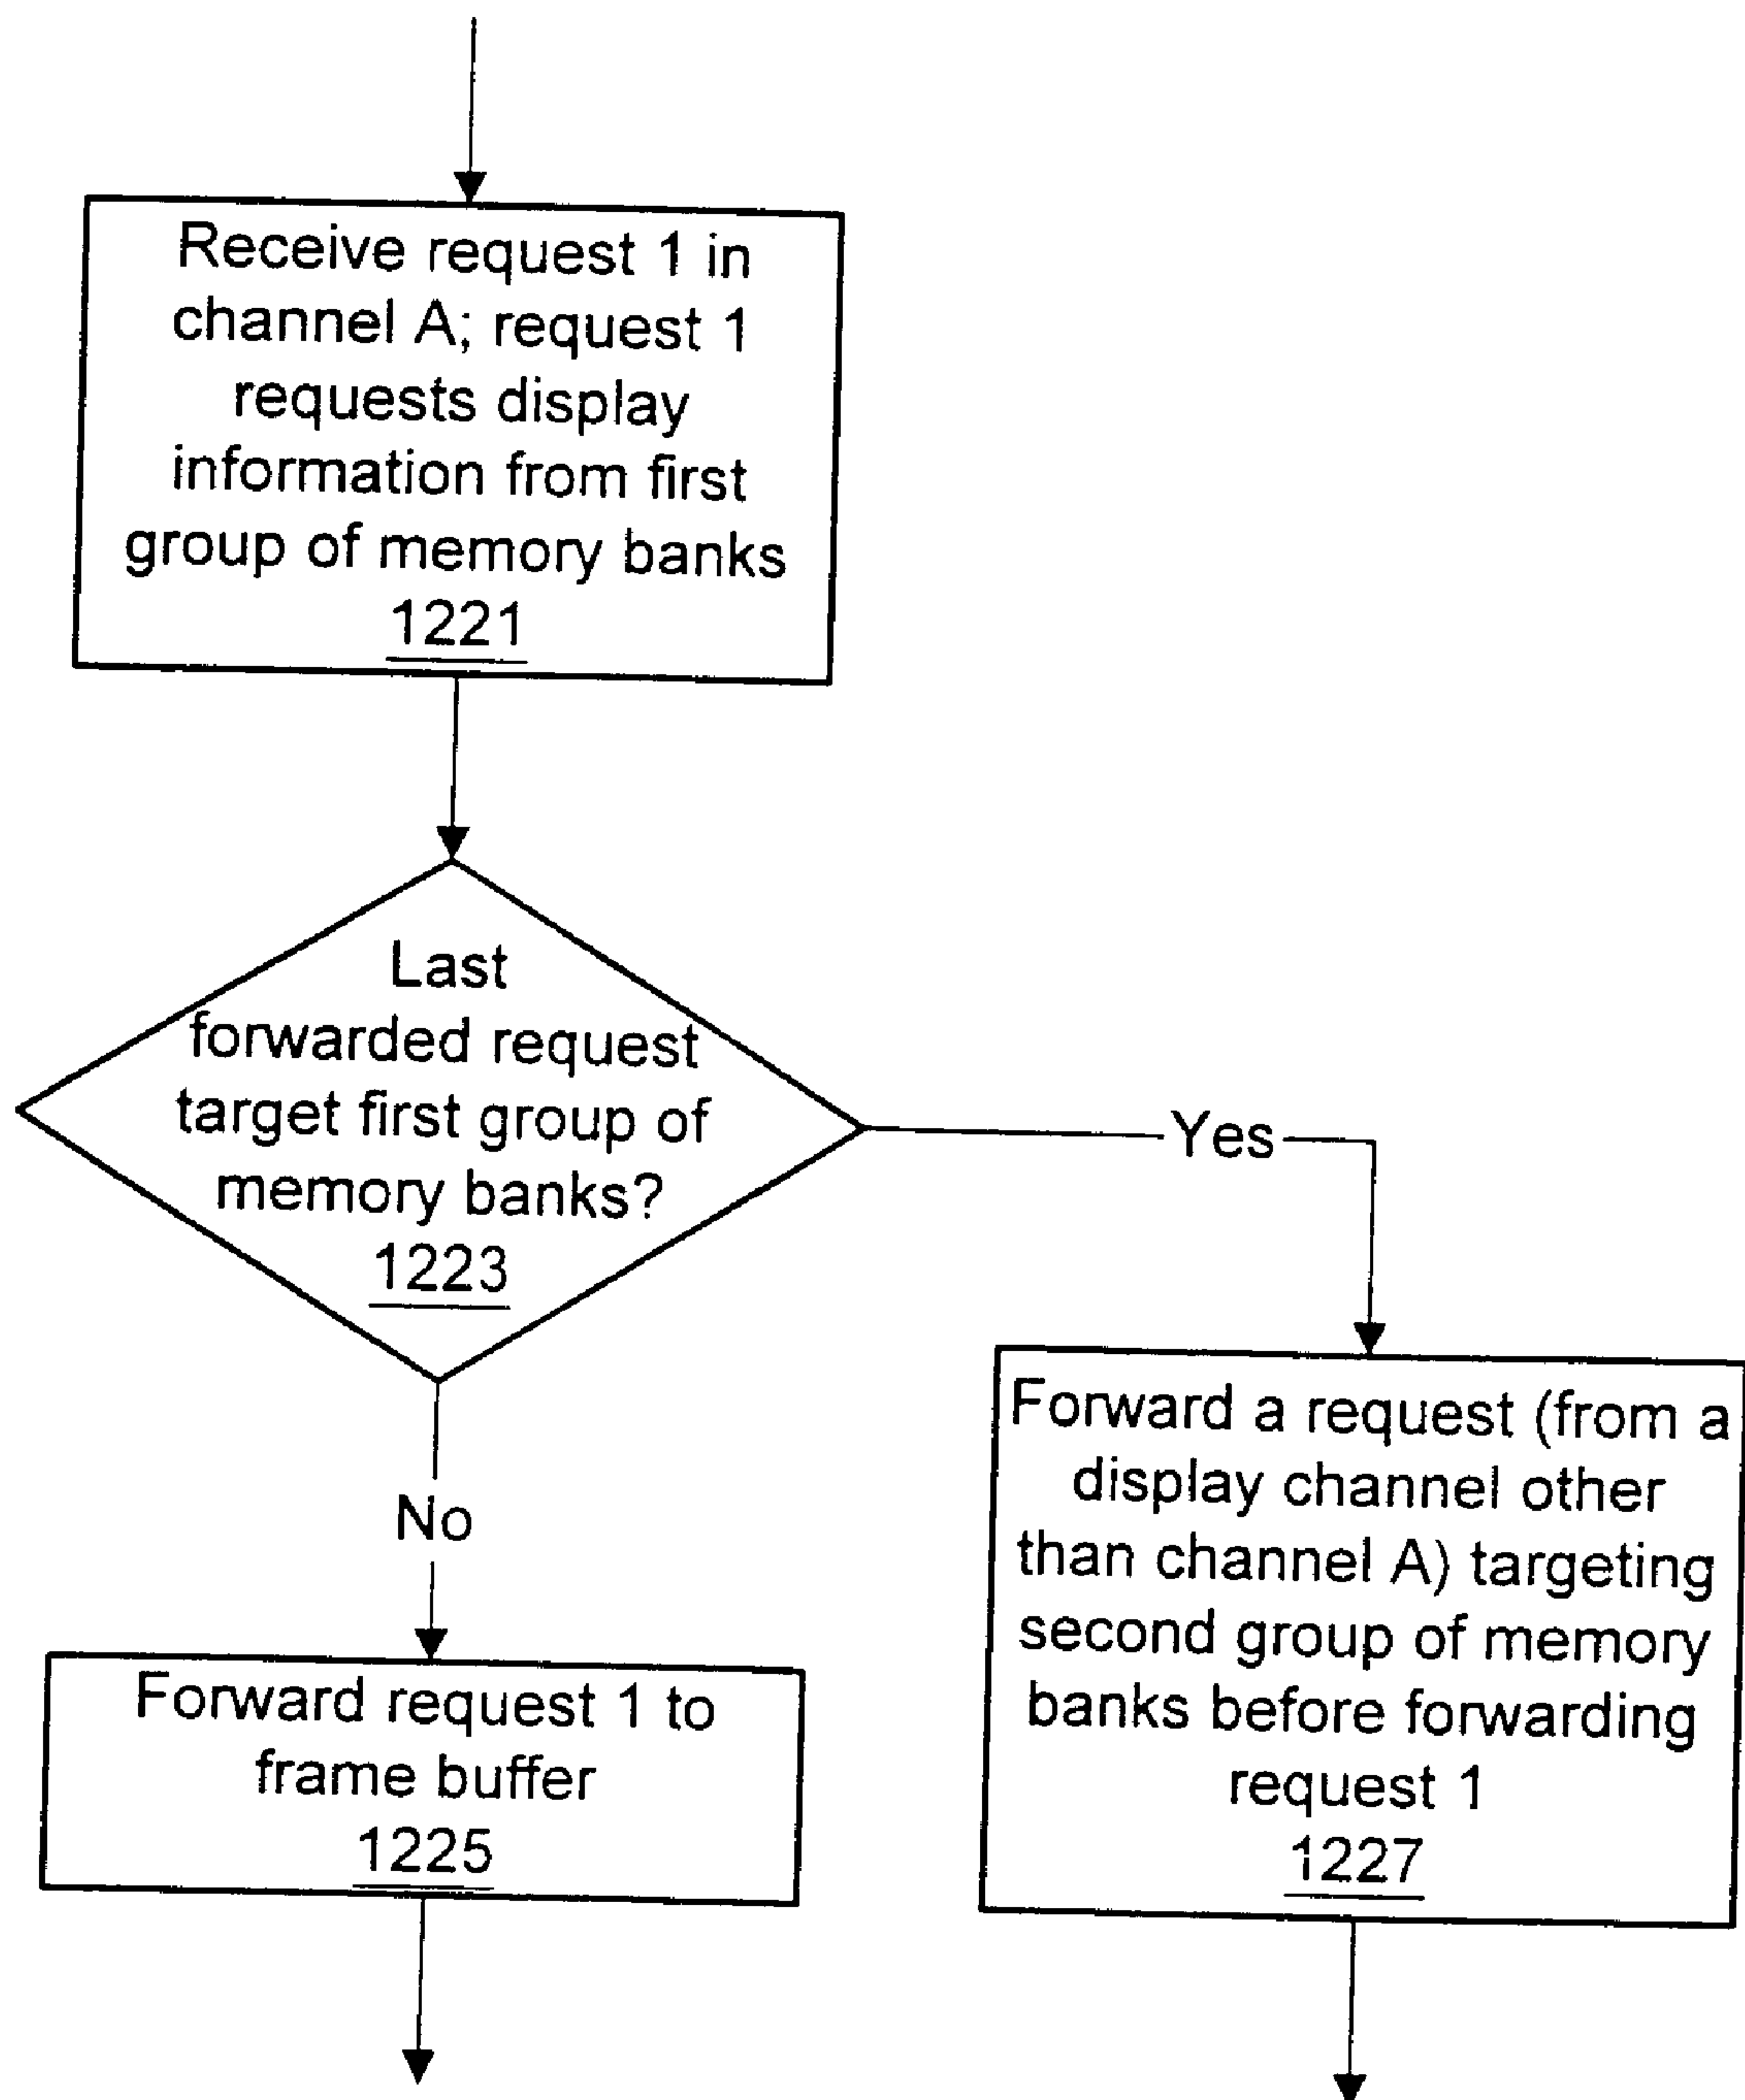 Receive request 1 in
channel A; request 1
requests display
information from first
group of memory banks
1221
Last
forwarded request
target first group of
memory banks?
1223
Yes
No
Forward a request (from a
display channel other
than channel A) targeting
second group of memory
banks before forwarding
request 1
1227
Forward request 1 to
frame buffer
1225